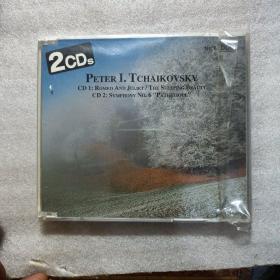 2CDs
PETER I. TCHAIKOVSKY
CD 1: ROMEO AND JULIET / THE SLEEPING BEAUTY
CD 2: SYMPHONY NO. 6 "PATHETIQUE"